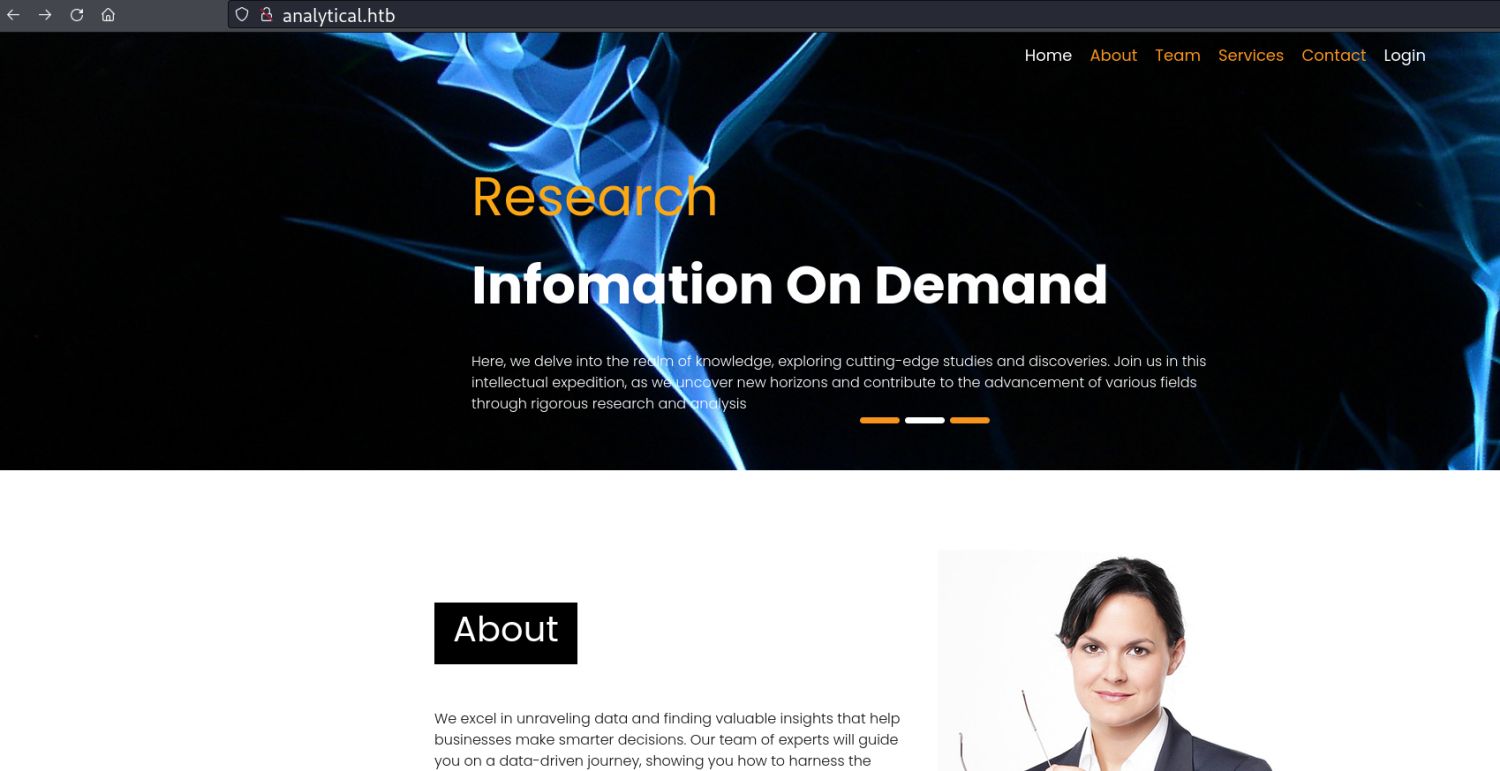 analytical.htb
Home About Team Services Contact Login
Research
Infomation On Demand
Here, we delve into the realm of knowledge, exploring cutting-edge studies and discoveries. Join us in this
intellectual expedition, as we uncover new horizons and contribute to the advancement of various fields
through rigorous research and analysis
About
We excel in unraveling data and finding valuable insights that help
businesses make smarter decisions. Our team of experts will guide
you on a data-driven journey, showing you how to harness the